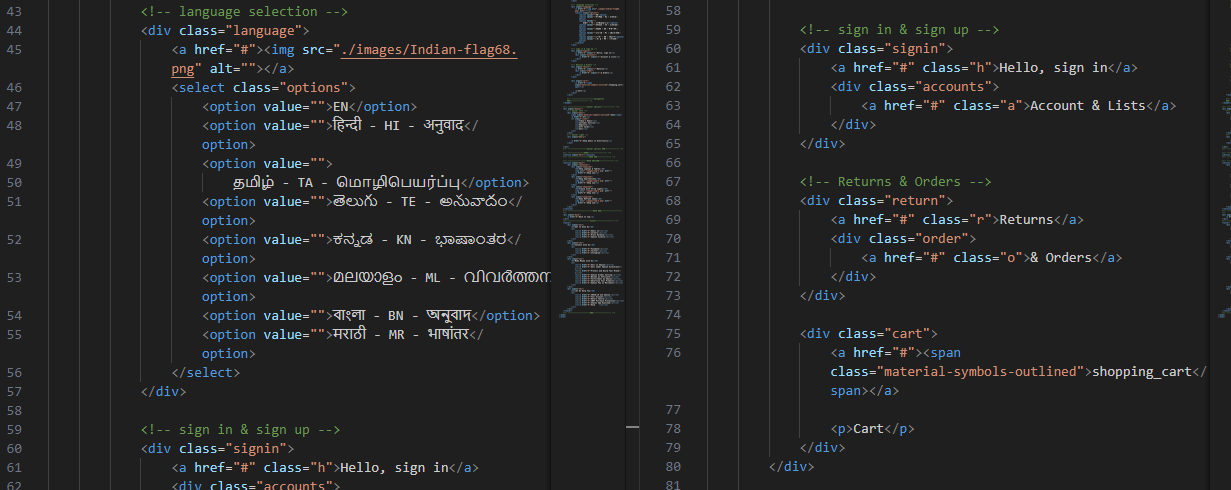 43 <!-- language selection -->
44 <div class="language">
45 <a href="#"><img src="./images/Indian-flag68.
png" alt=""></a>
46 <select class="options">
47 <option value="">EN</option>
48 <option value="">हिन्दी - HI - अनुवाद</
option>
49 <option value="">
50 தமிழ் - TA - மொழிபெயர்ப்பு</option>
51 <option value="">తెలుగు - TE - అనువాదం</
option>
52 <option value="">ಕನ್ನಡ - KN - ಭಾಷಾಂತರ</
option>
53 <option value="">മലയാളം - ML - വിവർത്തന
option>
54 <option value="">বাংলা - BN - অনুবাদ</option>
55 <option value="">मराठी - MR - भाषांतर</
option>
56 </select>
57 </div>
58
59 <!-- sign in & sign up -->
60 <div class="signin">
61 <a href="#" class="h">Hello, sign in</a>
62 <div class="accounts">
58
59 <!-- sign in & sign up -->
60 <div class="signin">
61 <a href="#" class="h">Hello, sign in</a>
62 <div class="accounts">
63 <a href="#" class="a">Account & Lists</a>
64 </div>
65 </div>
66
67 <!-- Returns & Orders -->
68 <div class="return">
69 <a href="#" class="r">Returns</a>
70 <div class="order">
71 <a href="#" class="o">& Orders</a>
72 </div>
73 </div>
74
75 <div class="cart">
76 <a href="#"><span
class="material-symbols-outlined">shopping_cart</
span></a>
77
78 <p>Cart</p>
79 </div>
80 </div>
81